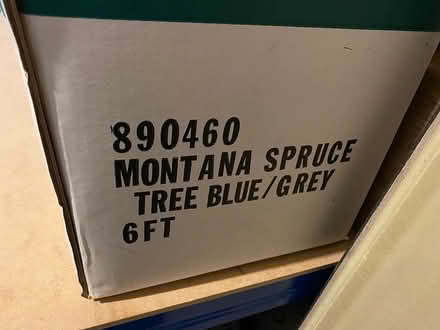 890460
MONTANA SPRUCE
TREE BLUE/GREY
6FT